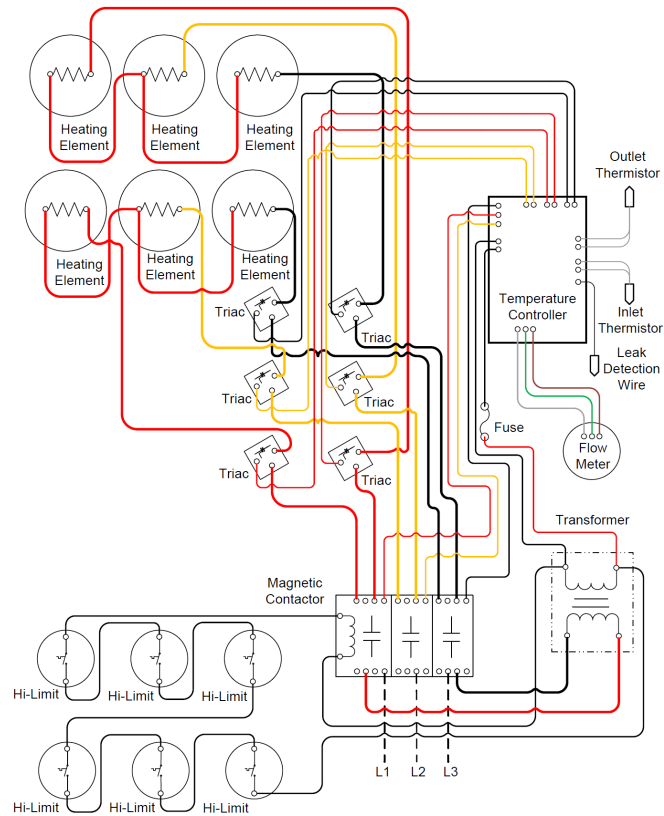 Heating
Element
Heating
Element
Heating
Element
Outlet
Thermistor
Heating
Element
Heating
Element
Heating
Element
Triac
Triac
Temperature
Controller
Inlet
Thermistor
Leak
Detection
Wire
Triac
Triac
Fuse
Flow
Meter
Triac
Triac
Transformer
Magnetic
Contactor
Hi-Limit
Hi-Limit
Hi-Limit
L1
L2
L3
Hi-Limit
Hi-Limit
Hi-Limit